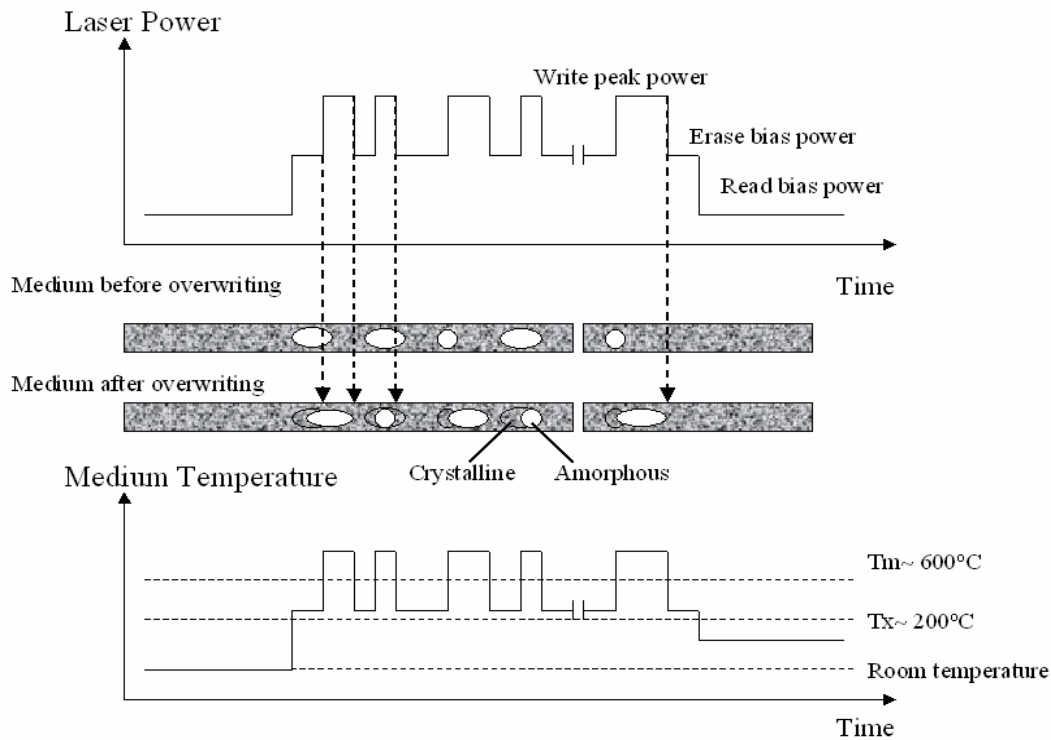 Laser Power
Write peak power
Erase bias power
Read bias power
Time
Medium before overwriting
Medium after overwriting
Crystalline
Amorphous
Medium Temperature
Tm~ 600°C
Tx~ 200°C
Room temperature
Time